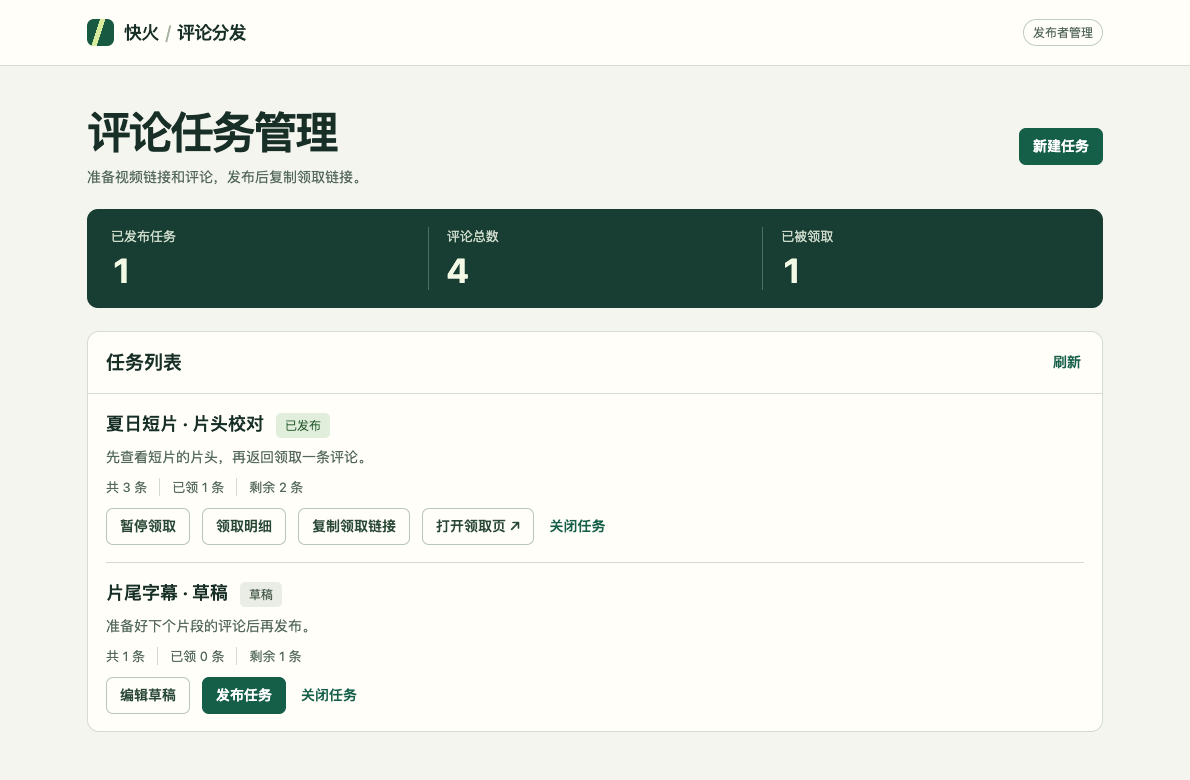 快火 / 评论分发
发布者管理
评论任务管理
准备视频链接和评论，发布后复制领取链接。
新建任务
已发布任务
1
评论总数
4
已被领取
1
任务列表
刷新
夏日短片 · 片头校对
已发布
先查看短片的片头，再返回领取一条评论。
共 3 条 已领 1 条 剩余 2 条
暂停领取 领取明细 复制领取链接 打开领取页 ↗ 关闭任务
片尾字幕 · 草稿
草稿
准备好下个片段的评论后再发布。
共 1 条 已领 0 条 剩余 1 条
编辑草稿 发布任务 关闭任务